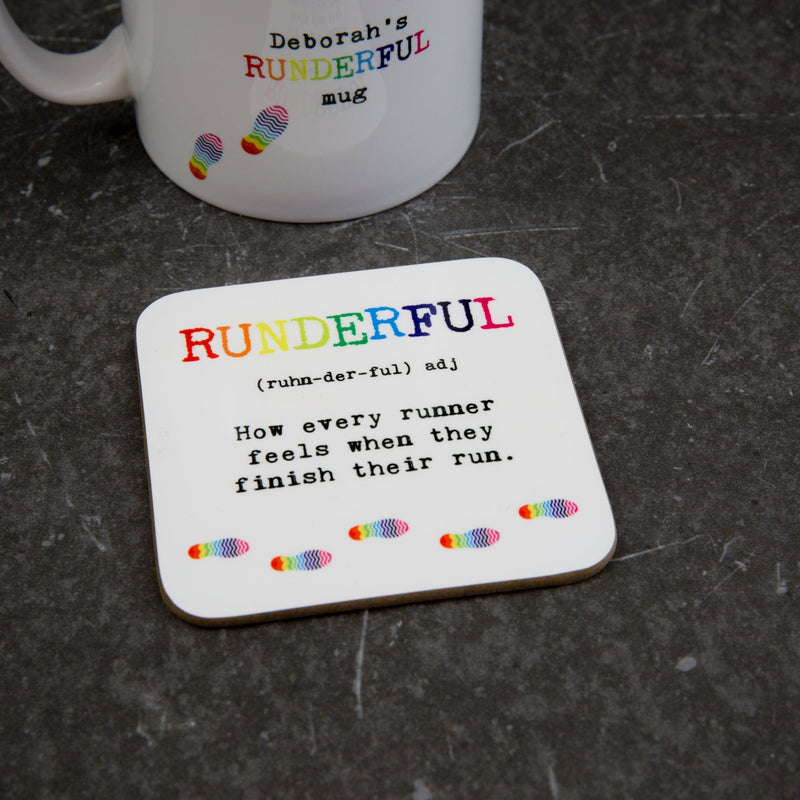 Deborah's
RUNDERFUL
mug
RUNDERFUL
(ruhn-der-ful) adj
How every runner
feels when they
finish their run.